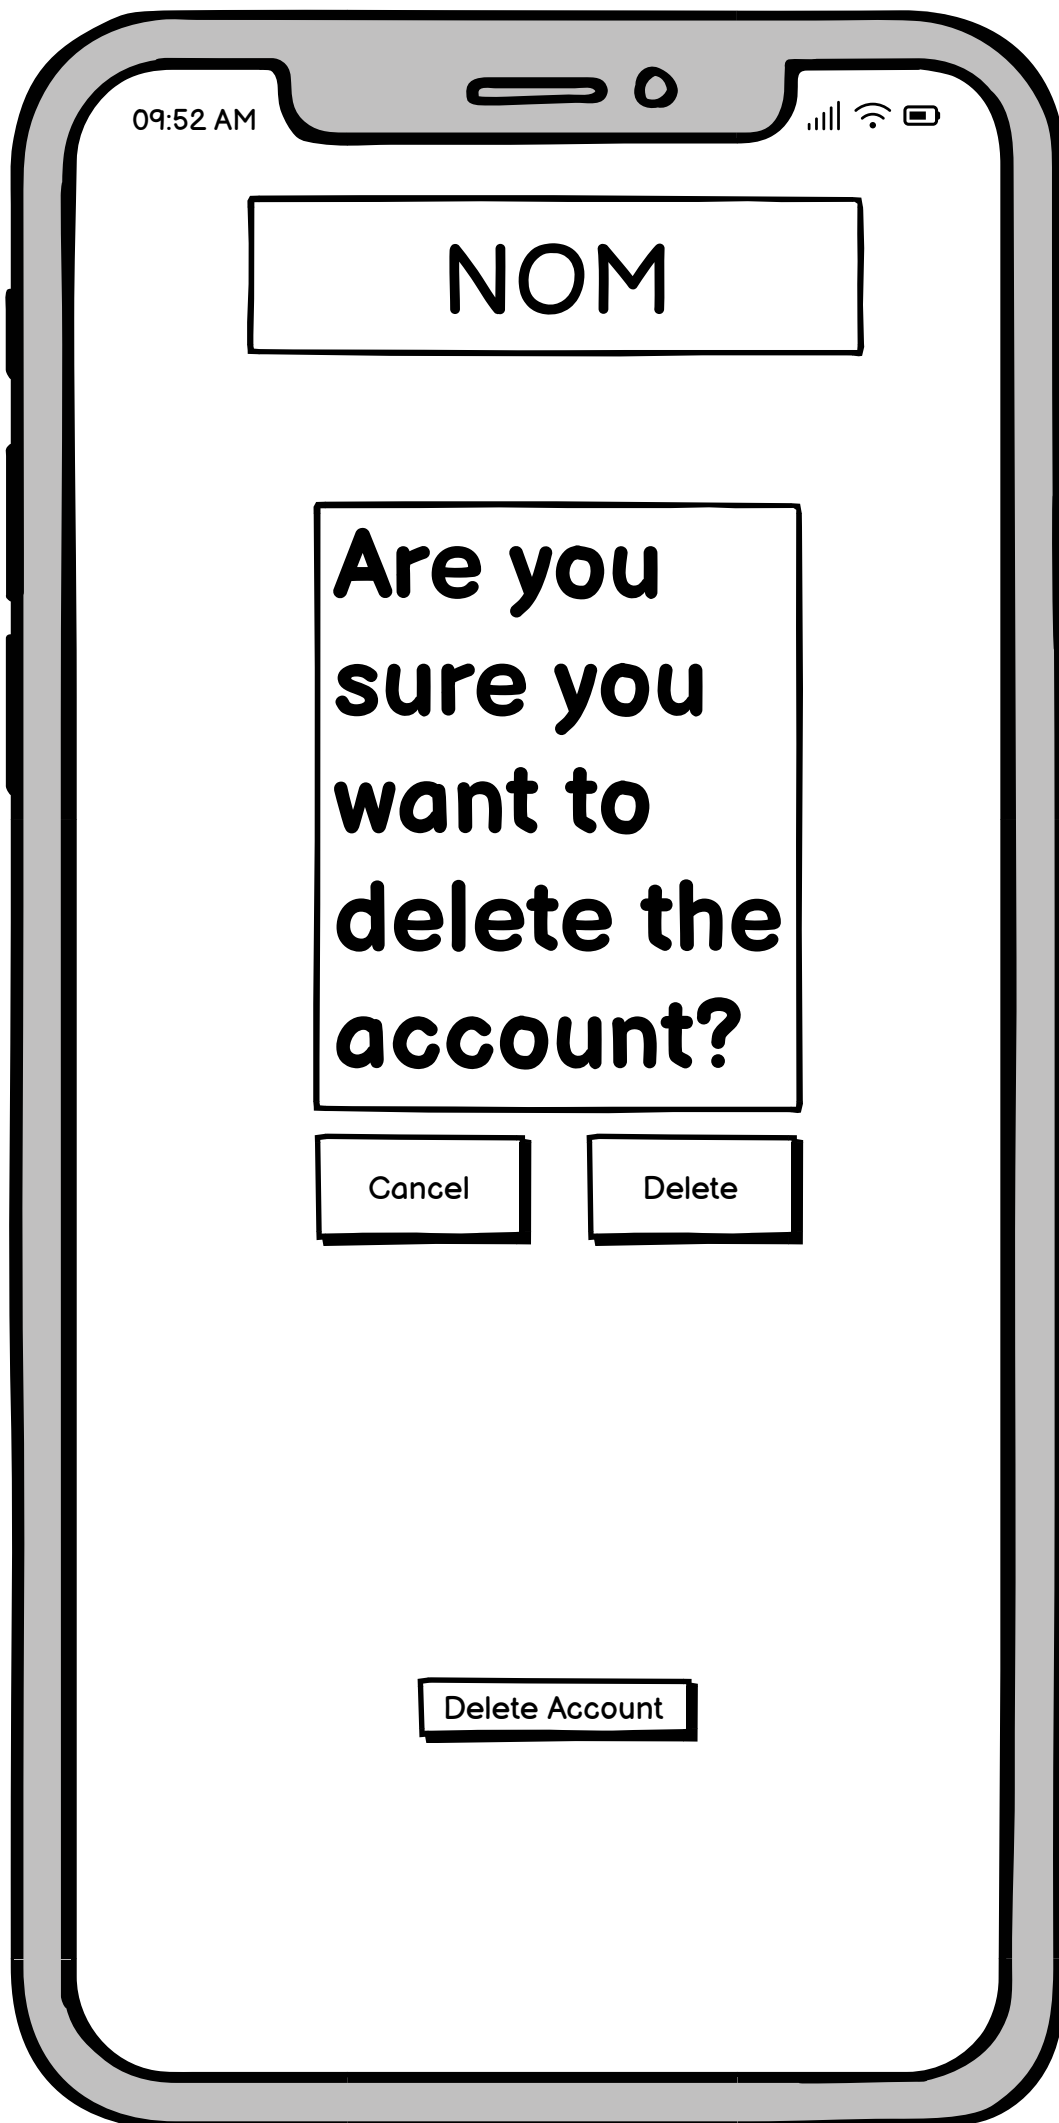 09:52 AM
NOM
Are you
sure you
want to
delete the
account?
Cancel
Delete
Delete Account